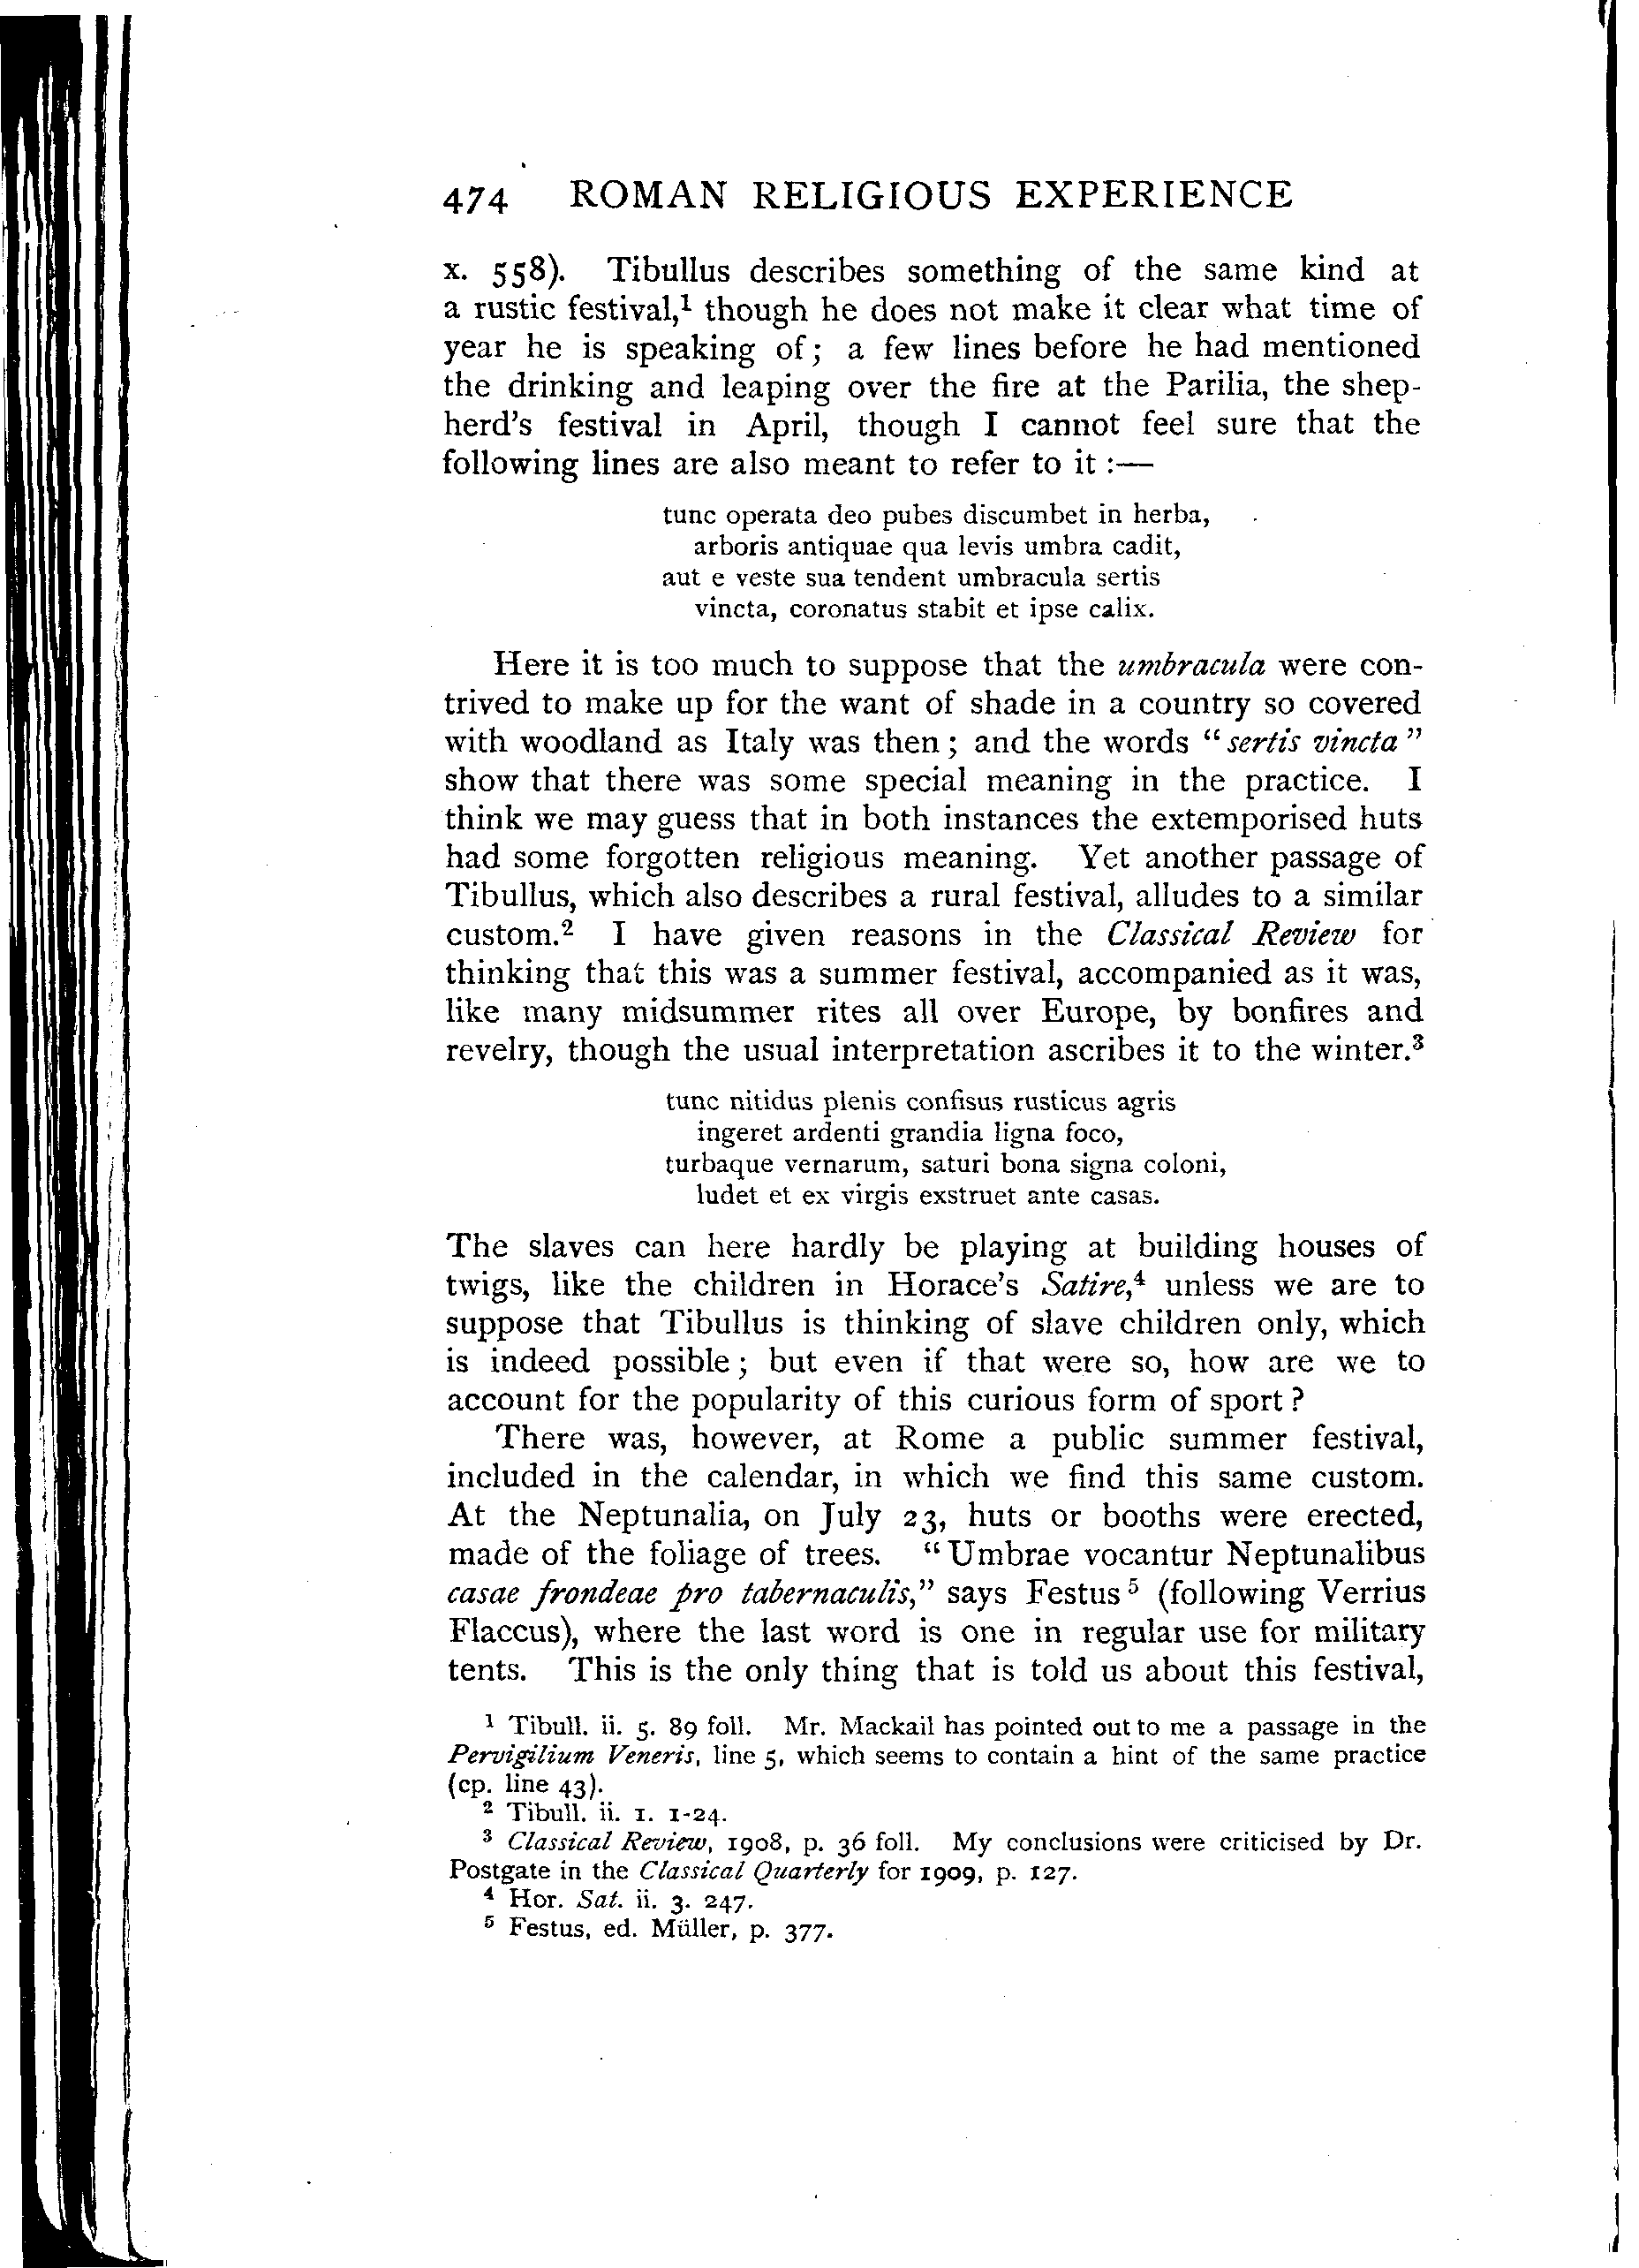 474 ROMAN RELIGIOUS EXPERIENCE
x. 558). Tibullus describes something of the same kind at
a rustic festival,¹ though he does not make it clear what time of
year he is speaking of; a few lines before he had mentioned
the drinking and leaping over the fire at the Parilia, the shep-
herd's festival in April, though I cannot feel sure that the
following lines are also meant to refer to it :—
tunc operata deo pubes discumbet in herba,
arboris antiquae qua levis umbra cadit,
aut e veste sua tendent umbracula sertis
vincta, coronatus stabit et ipse calix.
Here it is too much to suppose that the umbracula were con-
trived to make up for the want of shade in a country so covered
with woodland as Italy was then; and the words "sertis vincta"
show that there was some special meaning in the practice. I
think we may guess that in both instances the extemporised huts
had some forgotten religious meaning. Yet another passage of
Tibullus, which also describes a rural festival, alludes to a similar
custom.² I have given reasons in the Classical Review for
thinking that this was a summer festival, accompanied as it was,
like many midsummer rites all over Europe, by bonfires and
revelry, though the usual interpretation ascribes it to the winter.³
tunc nitidus plenis confisus rusticus agris
ingeret ardenti grandia ligna foco,
turbaque vernarum, saturi bona signa coloni,
ludet et ex virgis exstruet ante casas.
The slaves can here hardly be playing at building houses of
twigs, like the children in Horace's Satire,⁴ unless we are to
suppose that Tibullus is thinking of slave children only, which
is indeed possible; but even if that were so, how are we to
account for the popularity of this curious form of sport?
There was, however, at Rome a public summer festival,
included in the calendar, in which we find this same custom.
At the Neptunalia, on July 23, huts or booths were erected,
made of the foliage of trees. "Umbrae vocantur Neptunalibus
casae frondeae pro tabernaculis," says Festus⁵ (following Verrius
Flaccus), where the last word is one in regular use for military
tents. This is the only thing that is told us about this festival,
¹ Tibull. ii. 5. 89 foll. Mr. Mackail has pointed out to me a passage in the
Pervigilium Veneris, line 5, which seems to contain a hint of the same practice
(cp. line 43).
² Tibull. ii. 1. 1-24.
³ Classical Review, 1908, p. 36 foll. My conclusions were criticised by Dr.
Postgate in the Classical Quarterly for 1909, p. 127.
⁴ Hor. Sat. ii. 3. 247.
⁵ Festus, ed. Müller, p. 377.